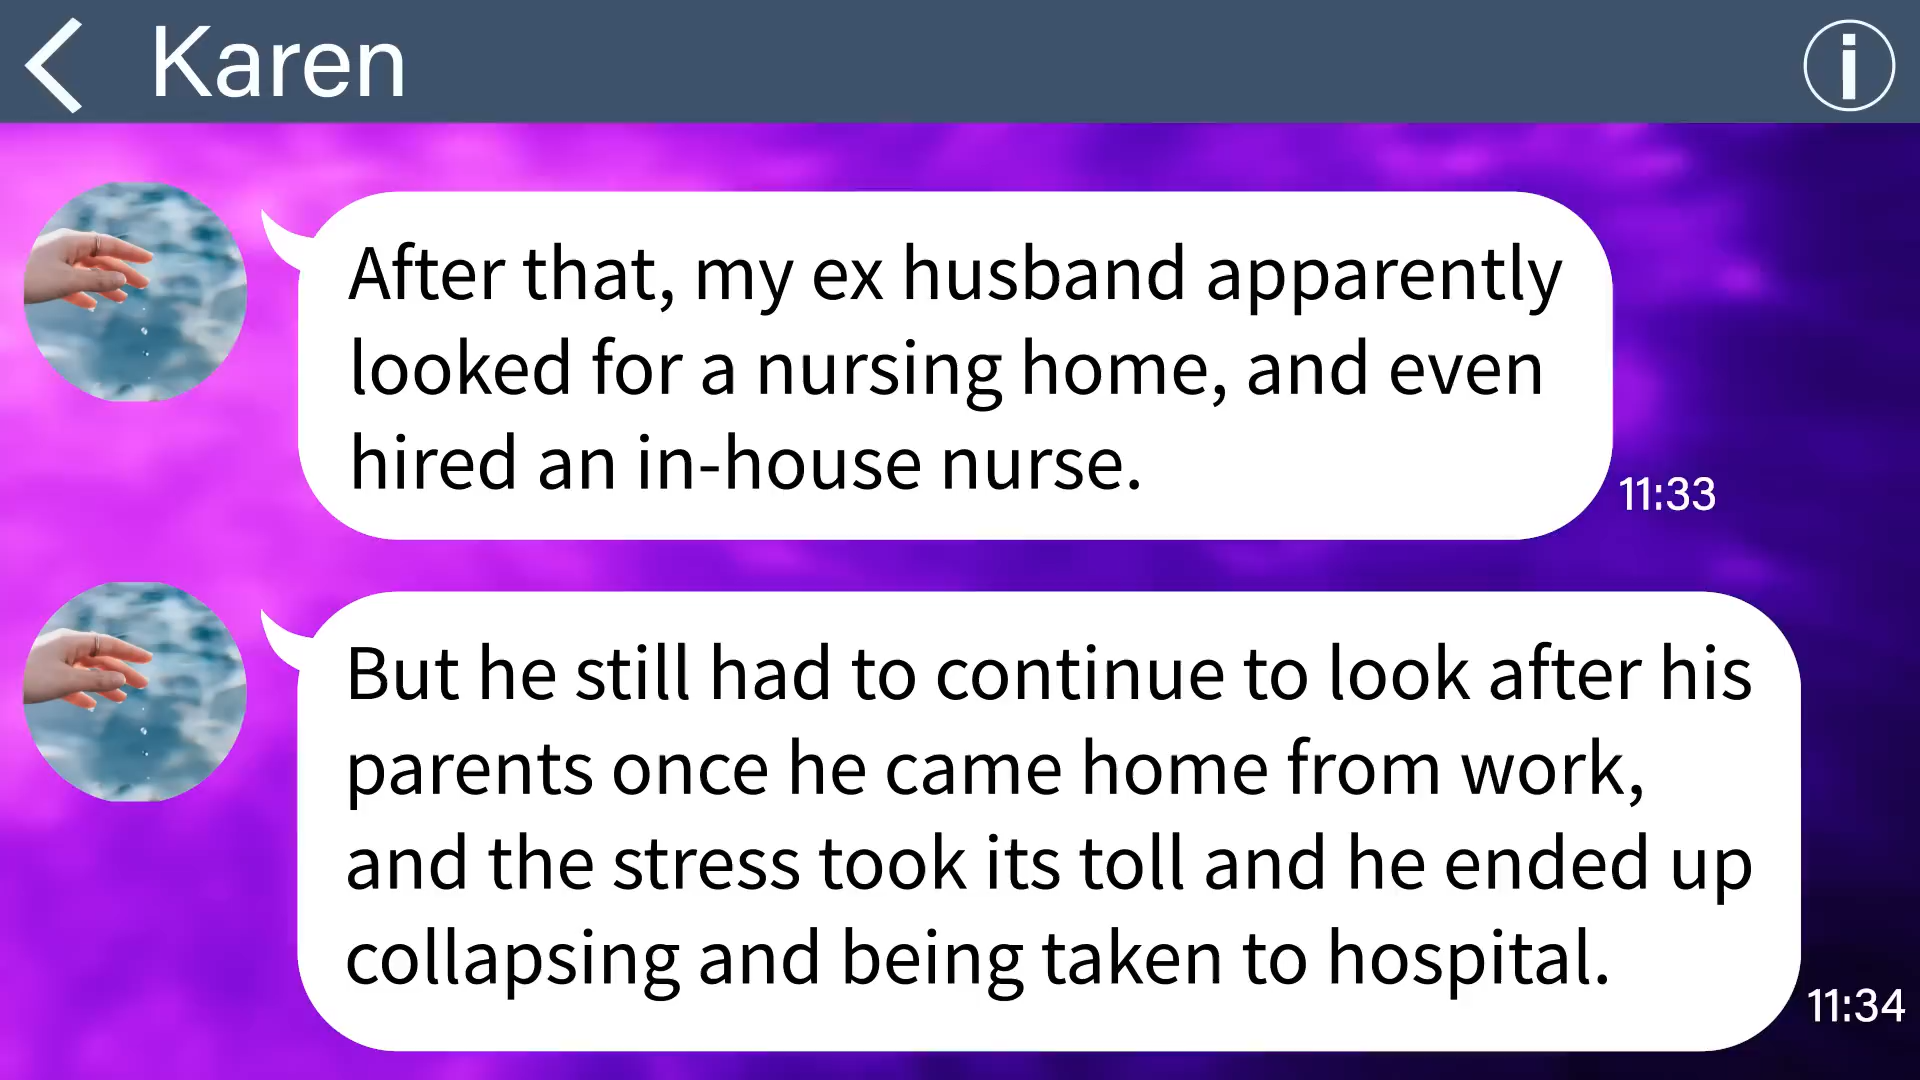 Karen
After that, my ex husband apparently
looked for a nursing home, and even
hired an in-house nurse.
11:33
But he still had to continue to look after his
parents once he came home from work,
and the stress took its toll and he ended up
collapsing and being taken to hospital.
11:34